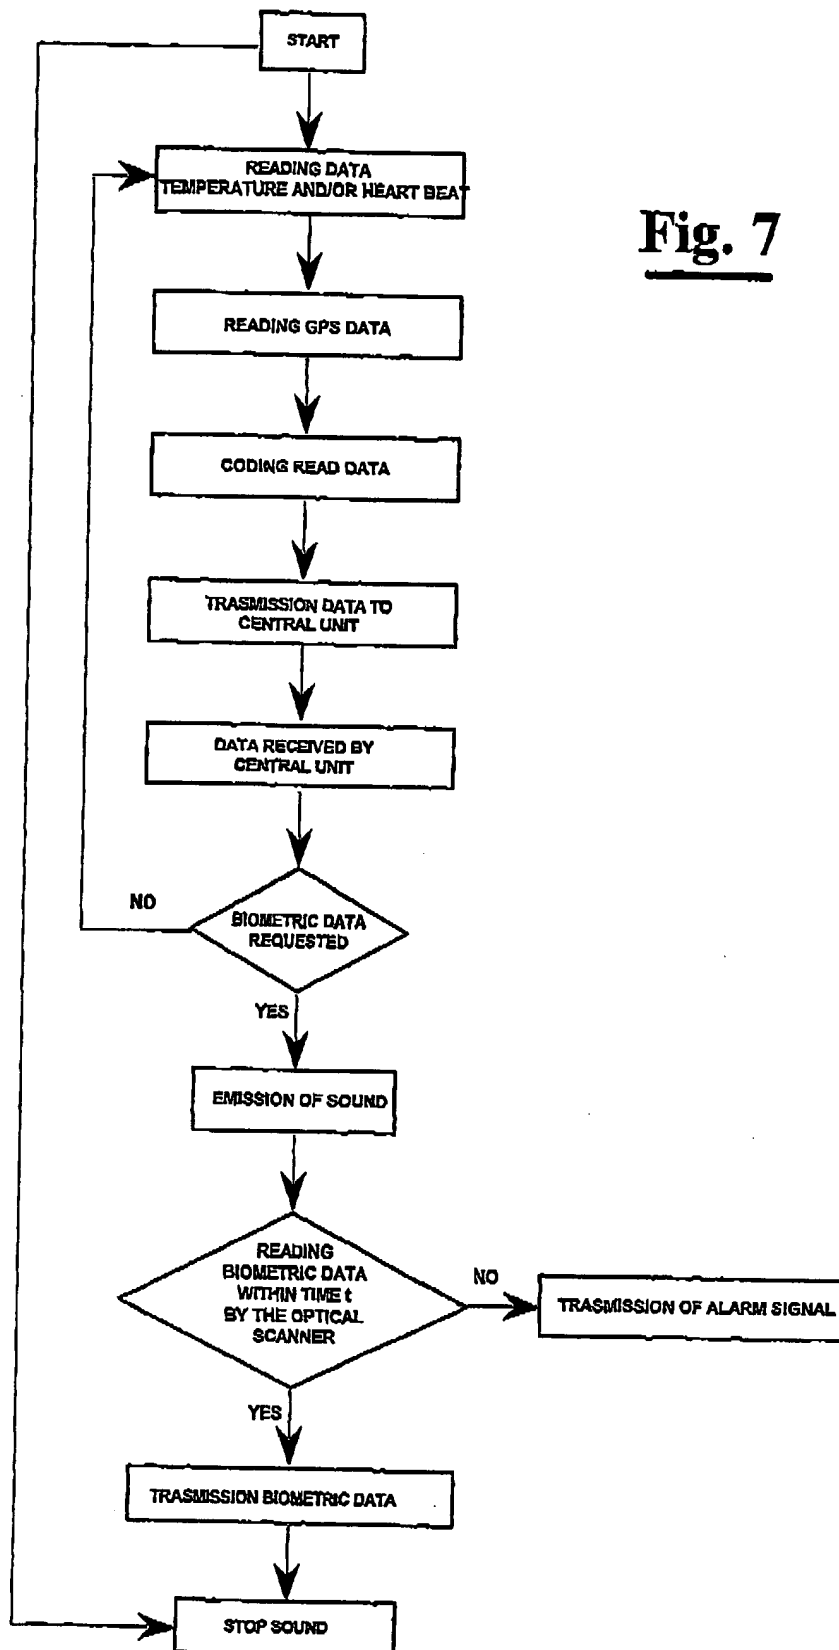 START
READING DATA
TEMPERATURE AND/OR HEART BEAT
Fig. 7
READING GPS DATA
CODING READ DATA
TRASMISSION DATA TO
CENTRAL UNIT
DATA RECEIVED BY
CENTRAL UNIT
NO
BIOMETRIC DATA
REQUESTED
YES
EMISSION OF SOUND
READING
BIOMETRIC DATA
WITHIN TIME t
BY THE OPTICAL
SCANNER
NO
TRASMISSION OF ALARM SIGNAL
YES
TRASMISSION BIOMETRIC DATA
STOP SOUND